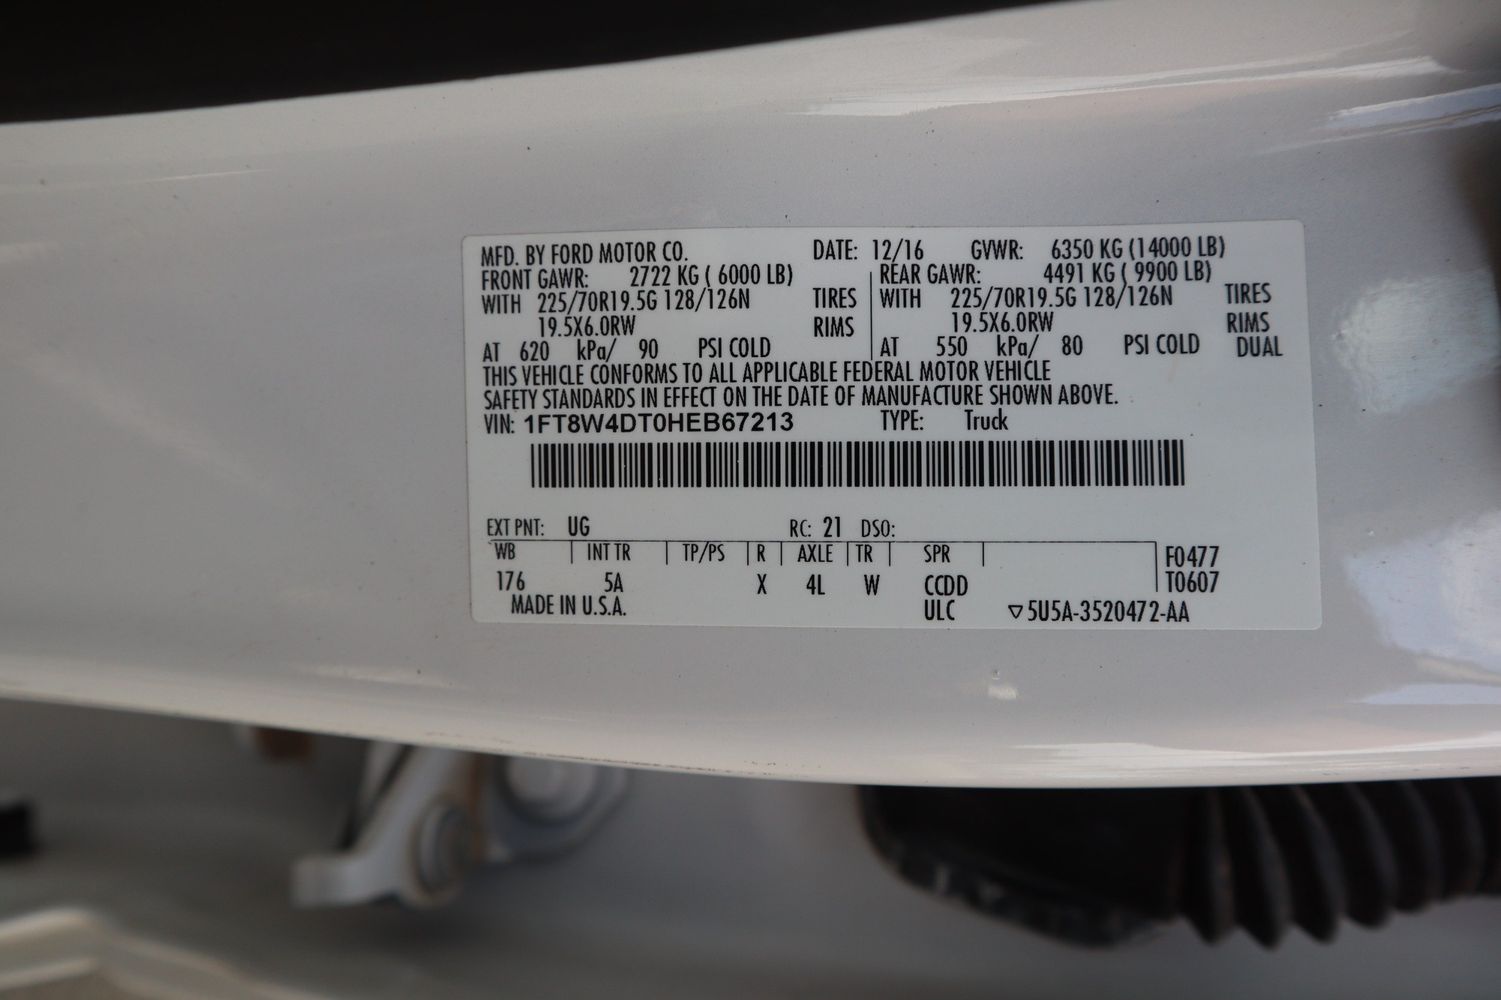 MFD. BY FORD MOTOR CO. DATE: 12/16 GVWR: 6350 KG (14000 LB)
FRONT GAWR: 2722 KG ( 6000 LB) REAR GAWR: 4491 KG ( 9900 LB)
WITH 225/70R19.5G 128/126N TIRES WITH 225/70R19.5G 128/126N TIRES
19.5X6.0RW RIMS 19.5X6.0RW RIMS
AT 620 kPa/ 90 PSI COLD AT 550 kPa/ 80 PSI COLD DUAL
THIS VEHICLE CONFORMS TO ALL APPLICABLE FEDERAL MOTOR VEHICLE
SAFETY STANDARDS IN EFFECT ON THE DATE OF MANUFACTURE SHOWN ABOVE.
VIN: 1FT8W4DT0HEB67213 TYPE: Truck
EXT PNT: UG RC: 21 DSO:
WB INT TR TP/PS R AXLE TR SPR F0477
176 5A X 4L W CCDD T0607
MADE IN U.S.A. ULC ▽5U5A-3520472-AA